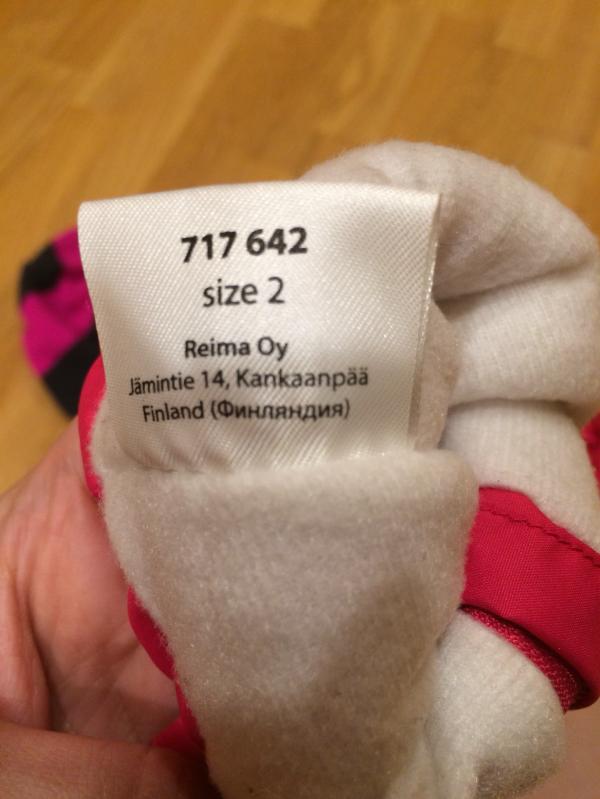 717 642
size 2
Reima Oy
Jämintie 14, Kankaanpää
Finland (Финляндия)